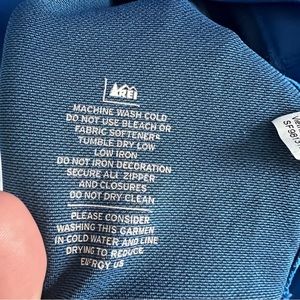 REI
MACHINE WASH COLD
DO NOT USE BLEACH OR
FABRIC SOFTENER
TUMBLE DRY LOW
LOW IRON
DO NOT IRON DECORATION
SECURE ALL ZIPPER
AND CLOSURES
DO NOT DRY CLEAN
PLEASE CONSIDER
WASHING THIS GARMEN
IN COLD WATER AND LINE
DRYING TO REDUCE